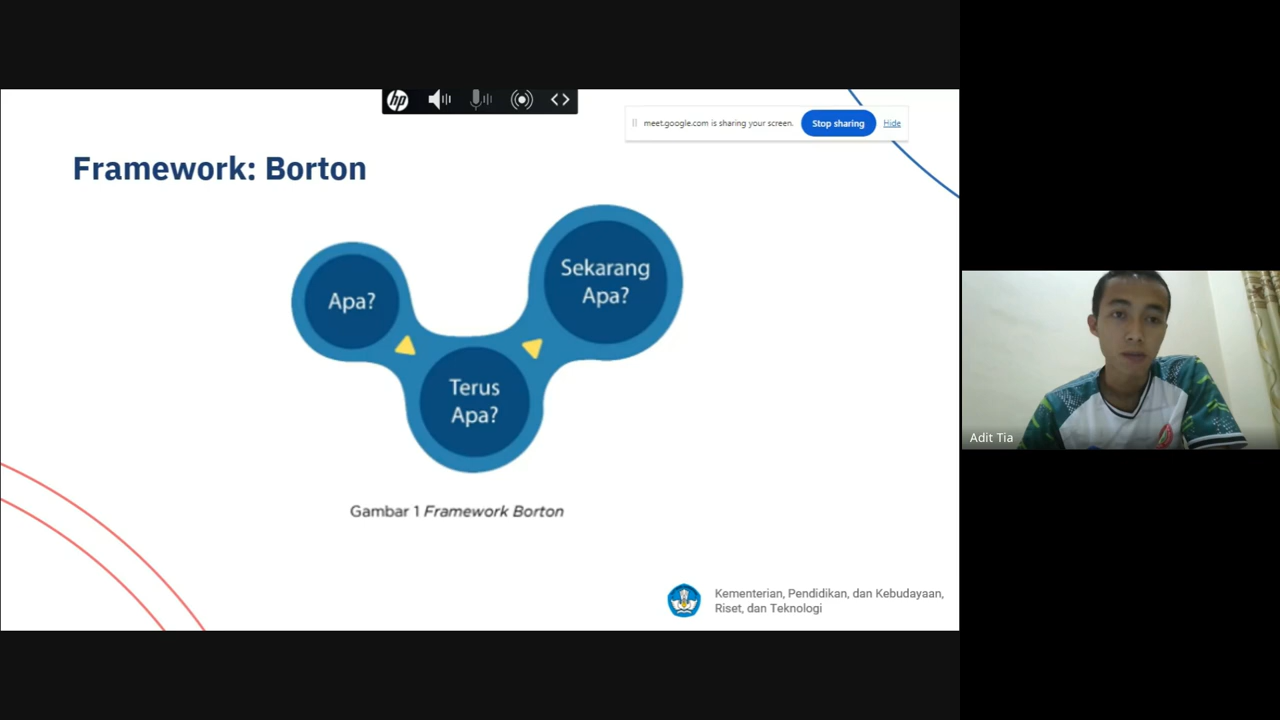 hp
meet.google.com is sharing your screen.
Stop sharing
Hide
Framework: Borton
Apa?
Sekarang
Apa?
Terus
Apa?
Gambar 1 Framework Borton
Adit Tia
Kementerian, Pendidikan, dan Kebudayaan,
Riset, dan Teknologi